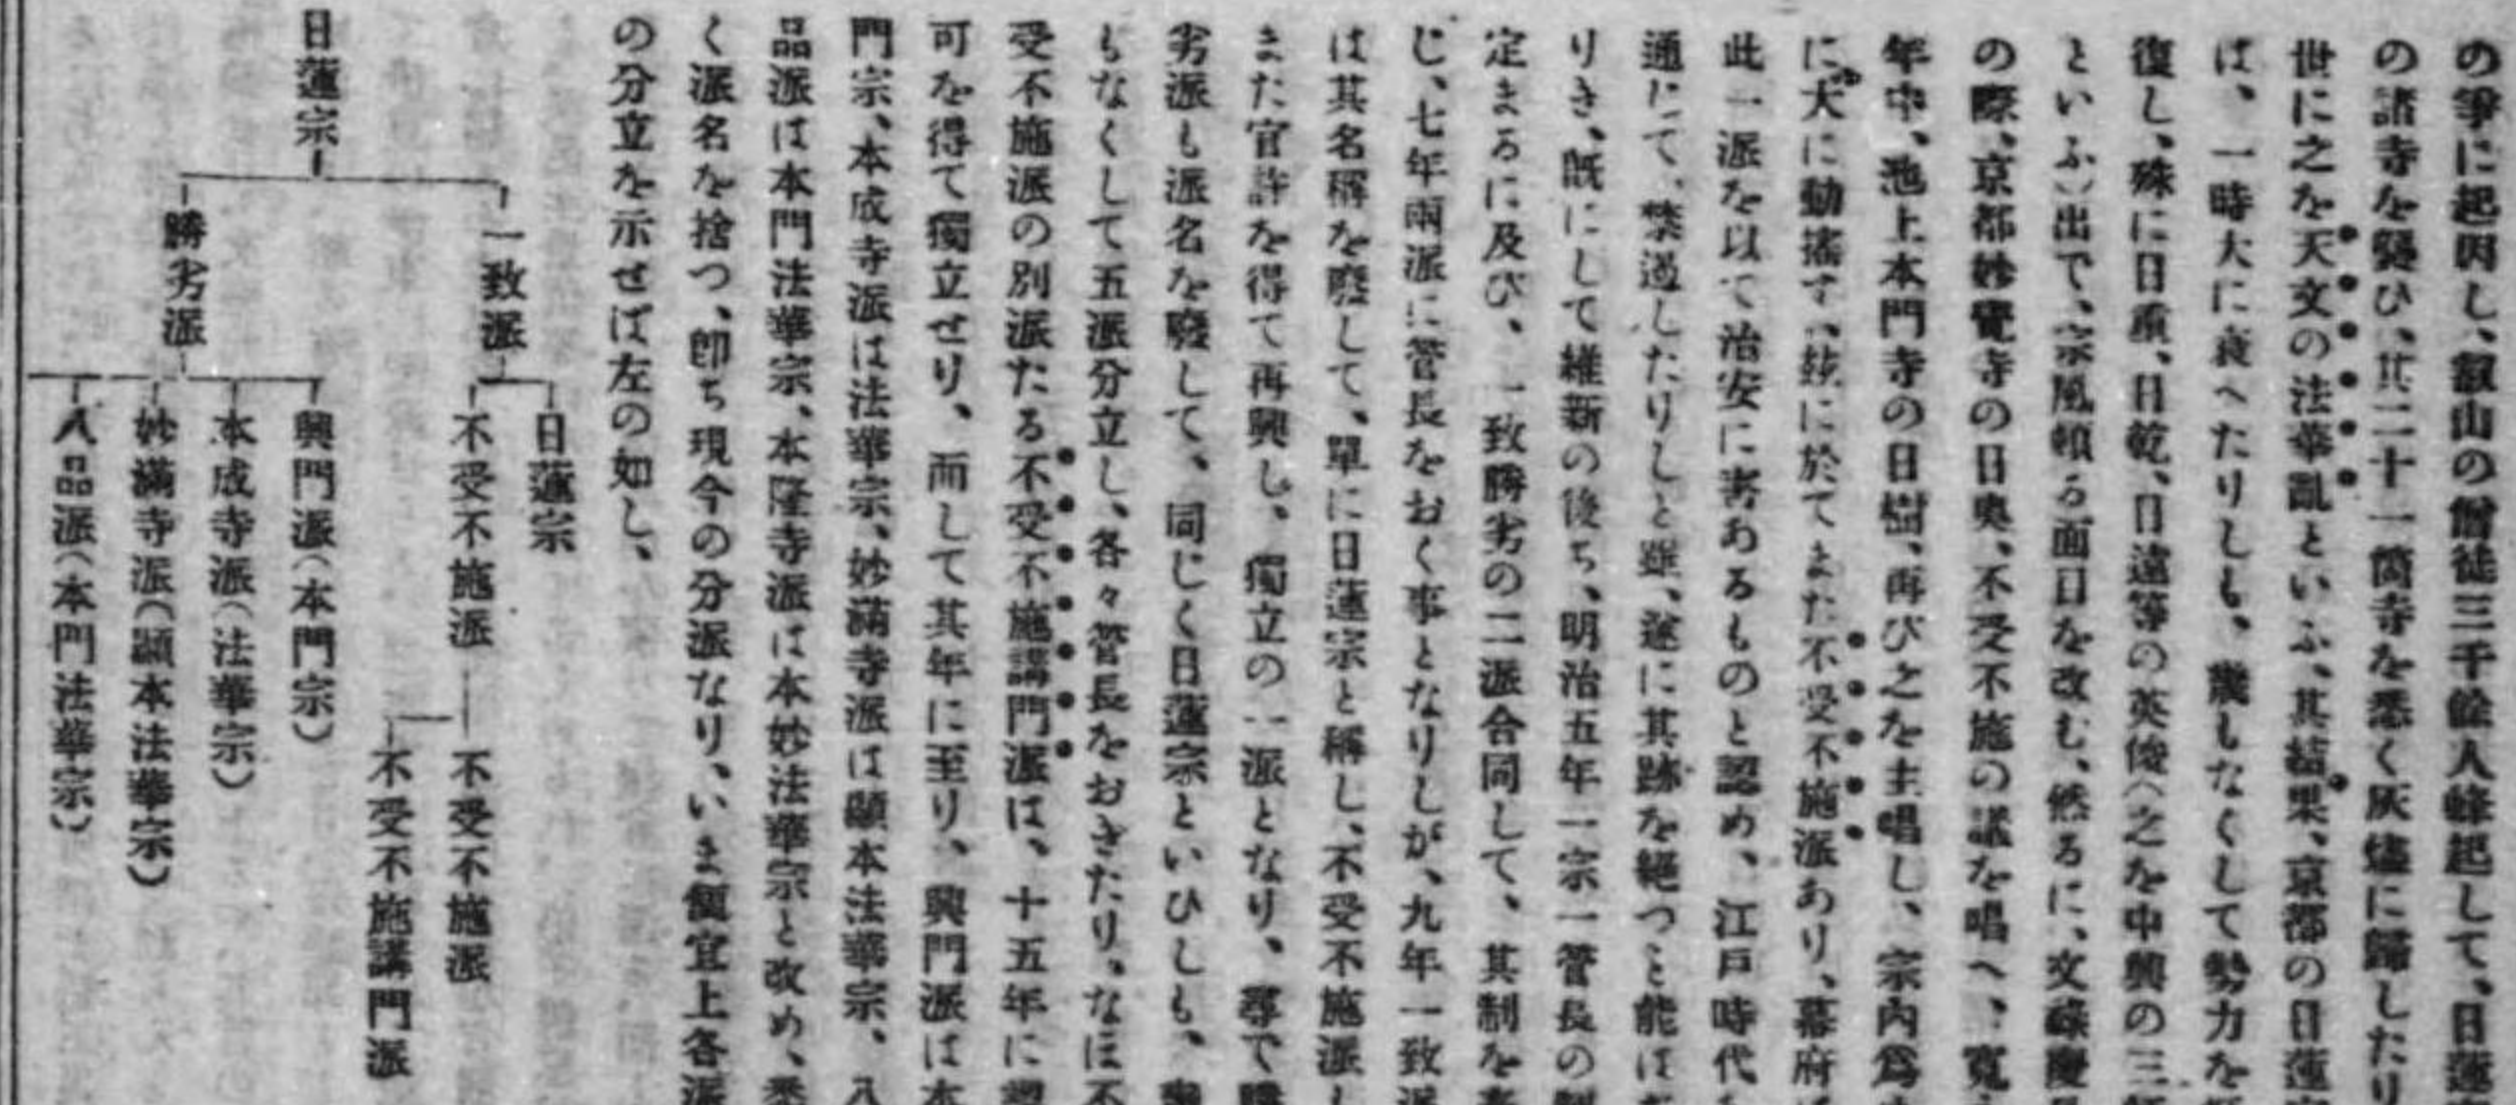 の爭に起因し、叡山の僧徒三千餘人蜂起して、日蓮
の諸寺を襲ひ、其二十一箇寺を悉く灰燼に歸したり
世に之を天文の法華亂といふ、其結果、京都の日蓮
ば、一時大に衰へたりしも、幾もなくして勢力を
復し、殊に日重、日乾、日遠等の英俊之を中興の三
といふ出で、宗風頓る面目を改む、然るに、文祿慶
の際、京都妙覺寺の日奥、不受不施の議を唱へ、寛
年中、池上本門寺の日樹、再び之を主唱し、宗内爲
に大に動搖す、玆に於てまた不受不施派あり、幕府
此一派を以て治安に害あるものと認め、江戸時代
通じて、禁遏したりしと雖、遂に其跡を絶つと能は
りき、既にして維新の後ち、明治五年一宗一管長の制
定まるに及び、一致勝劣の二派合同して、其制を
じ、七年兩派に管長をおく事となりしが、九年一致派
は其名稱を廢して、單に日蓮宗と稱し、不受不施派も
また官許を得て再興し、獨立の一派となり、尋で勝
劣派も派名を廢して、同じく日蓮宗といひしも、
もなくして五派分立し、各々管長をおきたり、なほ不
受不施派の別派たる不受不施講門派は、十五年に認
可を得て獨立せり、而して其年に至り、興門派は本
門宗、本成寺派は法華宗、妙滿寺派は顯本法華宗、八
品派は本門法華宗、本隆寺派は本妙法華宗と改め、悉
く派名を捨つ、卽ち現今の分派なり、いま便宜上各派
の分立を示せば左の如し、
日蓮宗
一致派
日蓮宗
不受不施派
不受不施派
不受不施講門派
勝劣派
興門派(本門宗)
本成寺派(法華宗)
妙滿寺派(顯本法華宗)
八品派(本門法華宗)